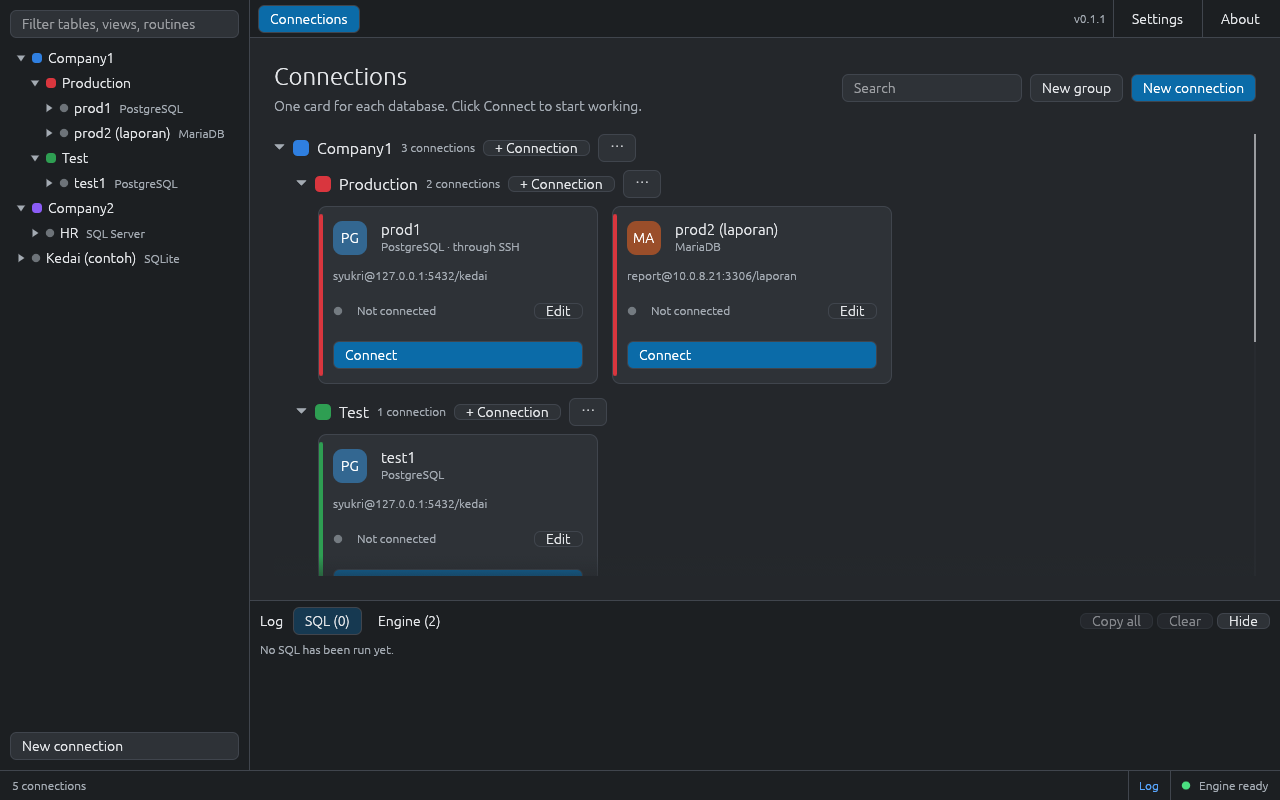 Filter tables, views, routines
Company1
Production
prod1 PostgreSQL
prod2 (laporan) MariaDB
Test
test1 PostgreSQL
Company2
HR SQL Server
Kedai (contoh) SQLite
New connection
Connections
v0.1.1
Settings
About
Connections
One card for each database. Click Connect to start working.
Search
New group
New connection
Company1 3 connections + Connection ...
Production 2 connections + Connection ...
PG
prod1
PostgreSQL · through SSH
syukri@127.0.0.1:5432/kedai
Not connected
Edit
Connect
MA
prod2 (laporan)
MariaDB
report@10.0.8.21:3306/laporan
Not connected
Edit
Connect
Test 1 connection + Connection ...
PG
test1
PostgreSQL
syukri@127.0.0.1:5432/kedai
Not connected
Edit
Log
SQL (0)
Engine (2)
Copy all
Clear
Hide
No SQL has been run yet.
5 connections
Log
Engine ready